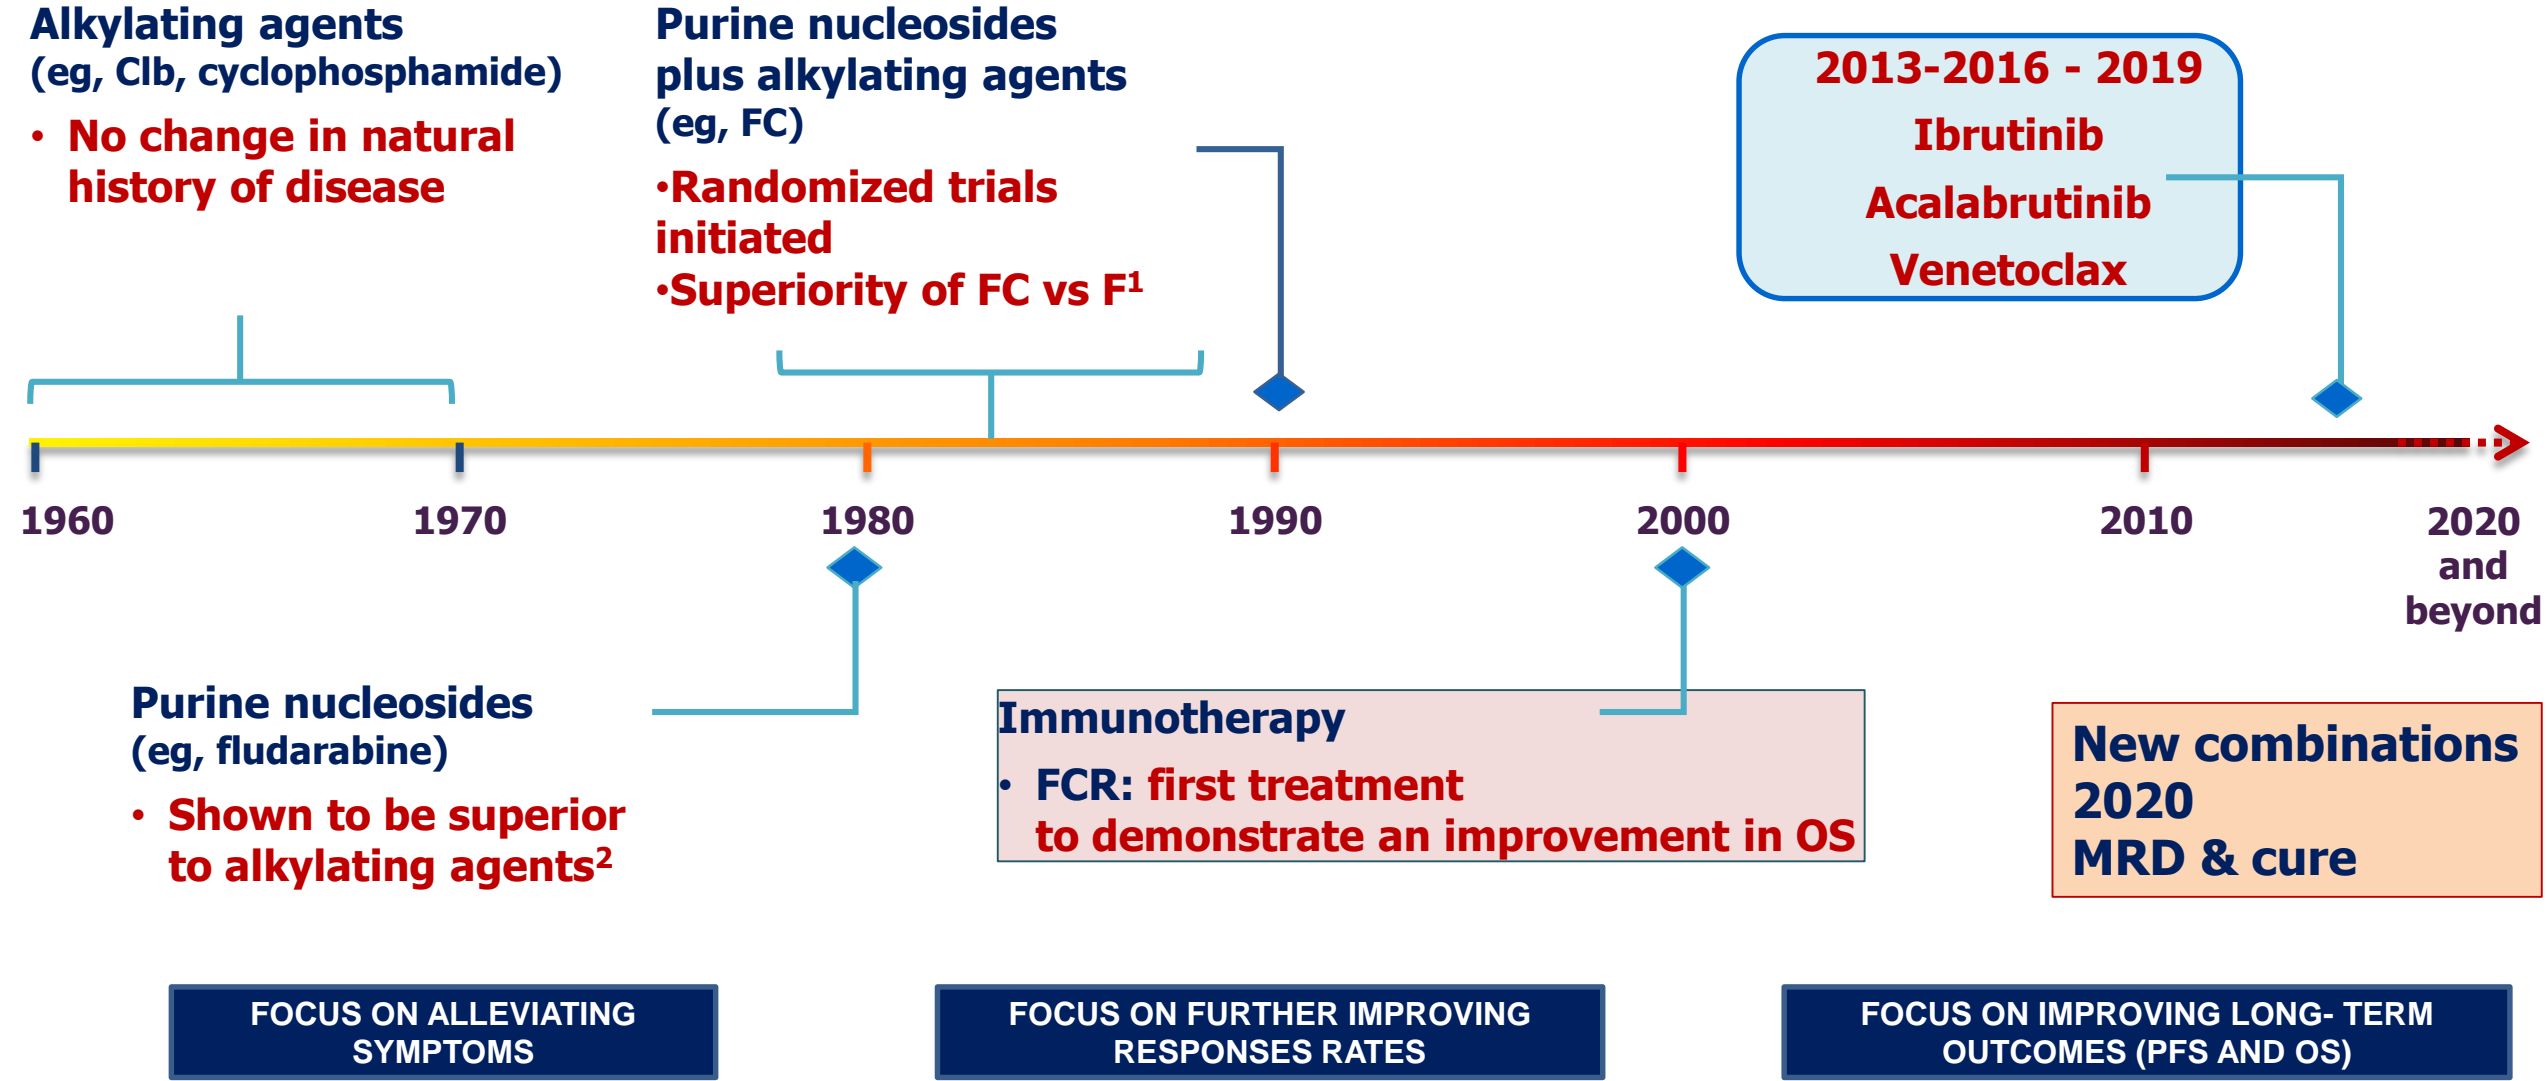 Alkylating agents
(eg, Clb, cyclophosphamide)
• No change in natural
history of disease
Purine nucleosides
plus alkylating agents
(eg, FC)
•Randomized trials
initiated
•Superiority of FC vs F¹
2013-2016 - 2019
Ibrutinib
Acalabrutinib
Venetoclax
1960
1970
1980
1990
2000
2010
2020
and
beyond
Purine nucleosides
(eg, fludarabine)
• Shown to be superior
to alkylating agents²
Immunotherapy
• FCR: first treatment
to demonstrate an improvement in OS
New combinations
2020
MRD & cure
FOCUS ON ALLEVIATING
SYMPTOMS
FOCUS ON FURTHER IMPROVING
RESPONSES RATES
FOCUS ON IMPROVING LONG- TERM
OUTCOMES (PFS AND OS)